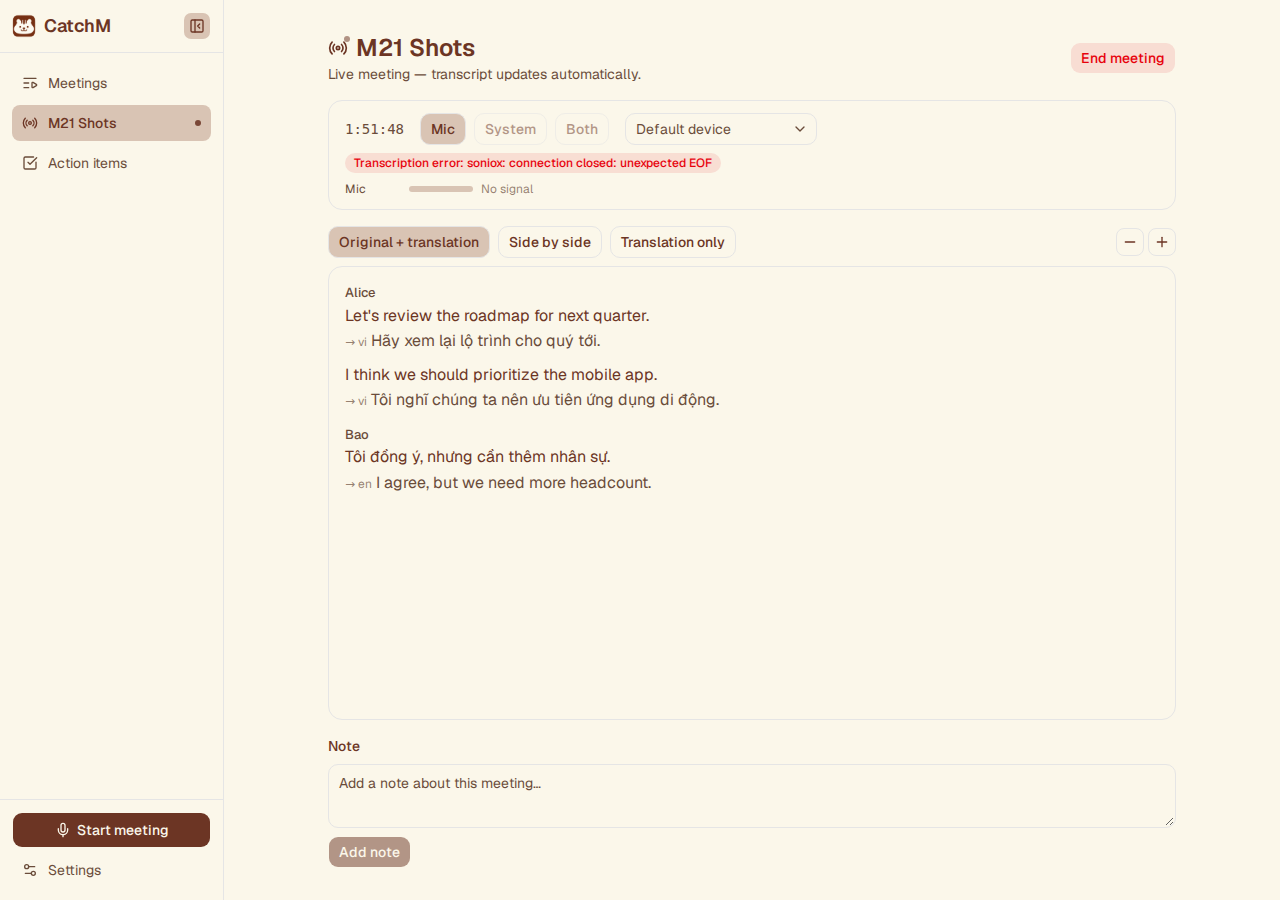 CatchM
Meetings
M21 Shots
Action items
Start meeting
Settings
M21 Shots
Live meeting — transcript updates automatically.
End meeting
1:51:48 Mic System Both Default device
Transcription error: soniox: connection closed: unexpected EOF
Mic No signal
Original + translation Side by side Translation only
Alice
Let's review the roadmap for next quarter.
→ vi Hãy xem lại lộ trình cho quý tới.
I think we should prioritize the mobile app.
→ vi Tôi nghĩ chúng ta nên ưu tiên ứng dụng di động.
Bao
Tôi đồng ý, nhưng cần thêm nhân sự.
→ en I agree, but we need more headcount.
Note
Add a note about this meeting…
Add note